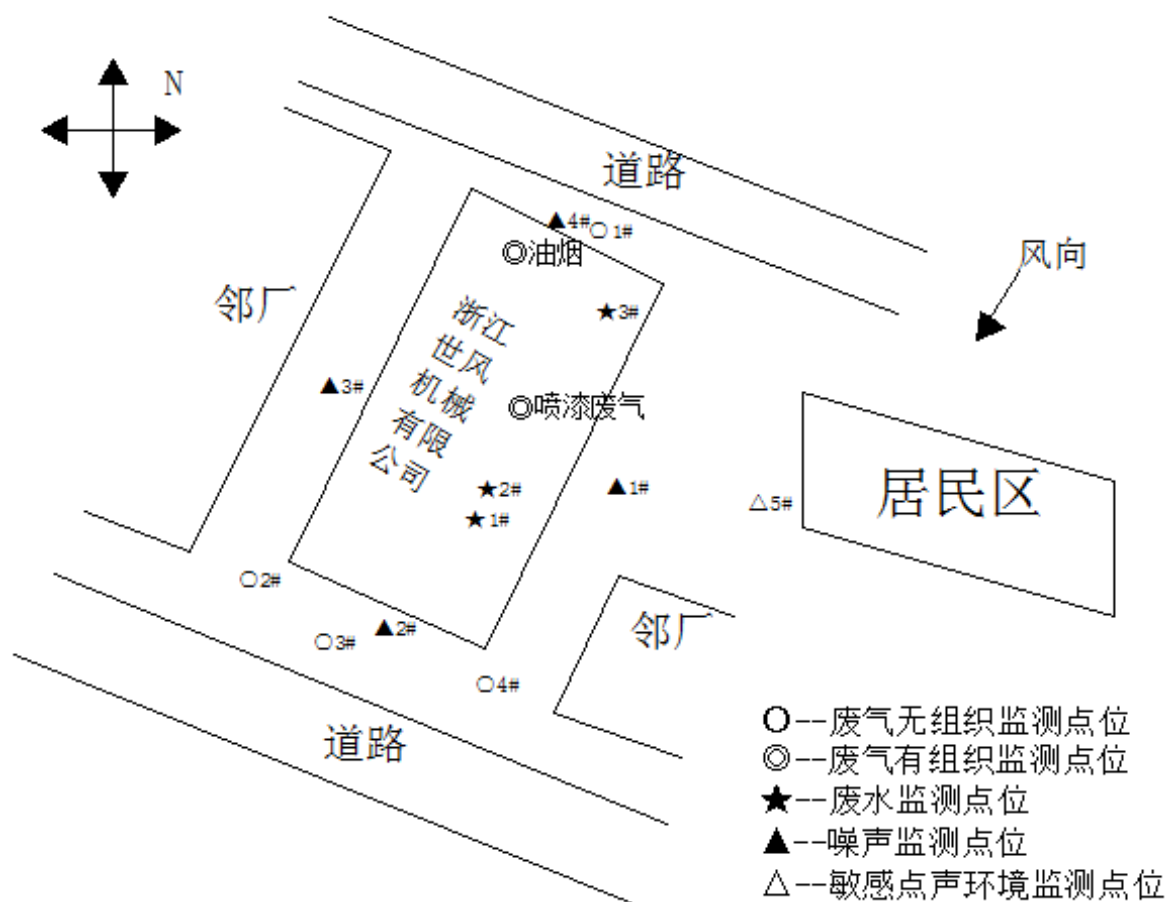 N
道路
▲4#
○1#
◎油烟
风向
邻厂
浙江
世风
机械
有限
公司
★3#
▲3#
◎喷漆废气
★2#
▲1#
居民区
△5#
★1#
○2#
○3#
▲2#
邻厂
○4#
道路
○--废气无组织监测点位
◎--废气有组织监测点位
★--废水监测点位
▲--噪声监测点位
△--敏感点声环境监测点位